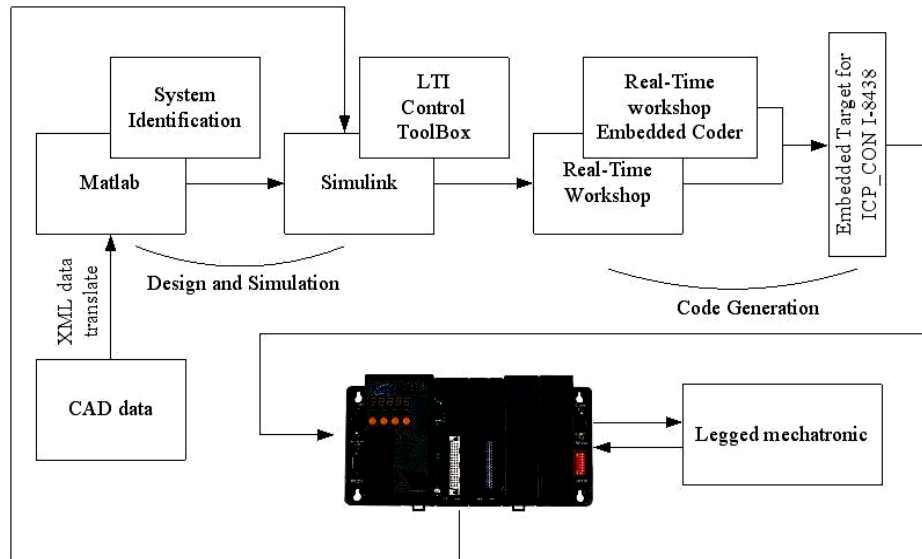 System
Identification
LTI
Control
ToolBox
Real-Time
workshop
Embedded Coder
Embedded Target for
ICP_CON I-8438
Matlab
Simulink
Real-Time
Workshop
Design and Simulation
Code Generation
XML data
translate
CAD data
Legged mechatronic